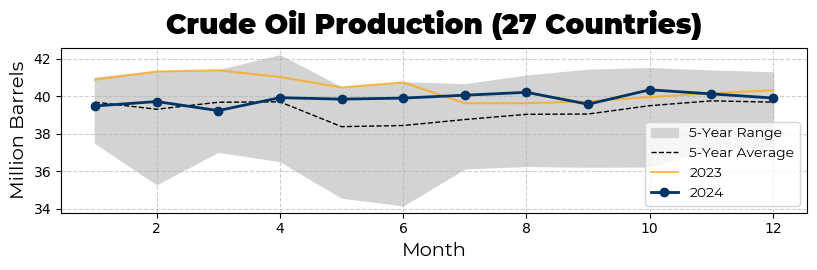 Crude Oil Production (27 Countries)
Million Barrels
42
40
38
36
34
2 4 6 8 10 12
Month
5-Year Range
5-Year Average
2023
2024